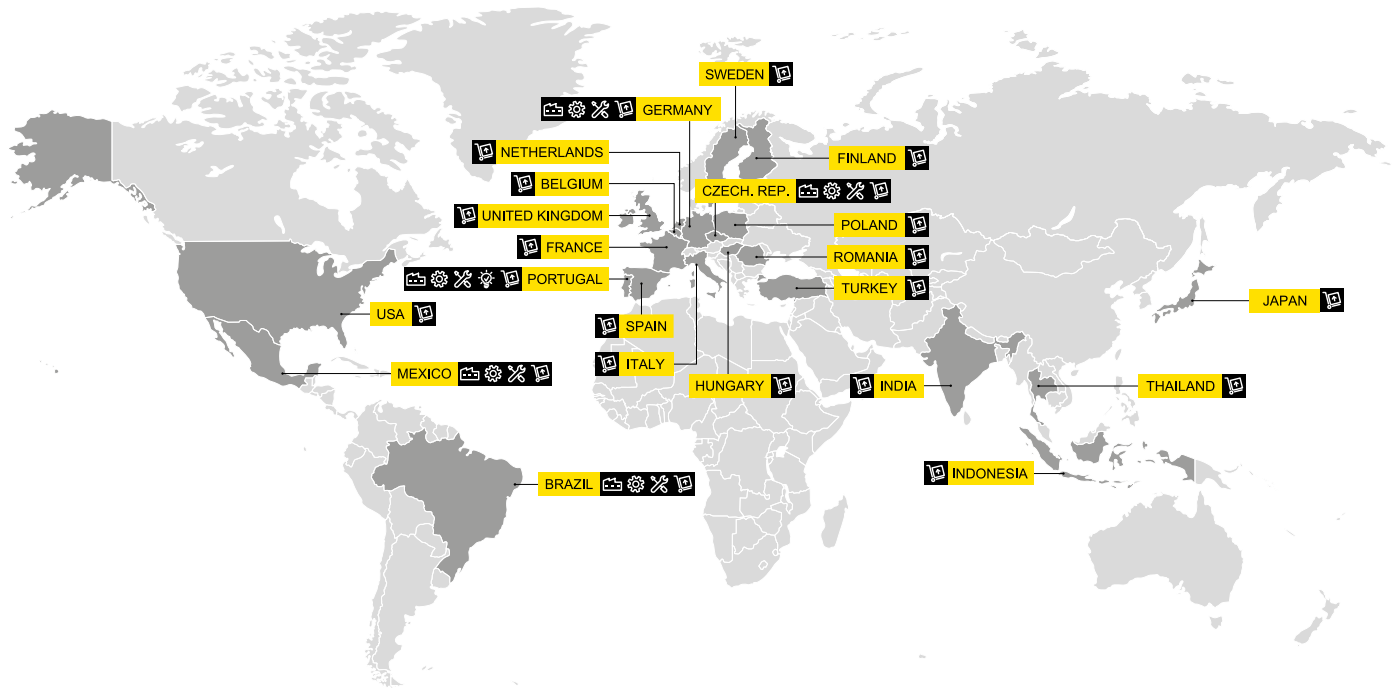 SWEDEN
GERMANY
NETHERLANDS
FINLAND
BELGIUM
CZECH. REP.
UNITED KINGDOM
POLAND
FRANCE
ROMANIA
PORTUGAL
TURKEY
JAPAN
USA
SPAIN
ITALY
MEXICO
HUNGARY
INDIA
THAILAND
INDONESIA
BRAZIL